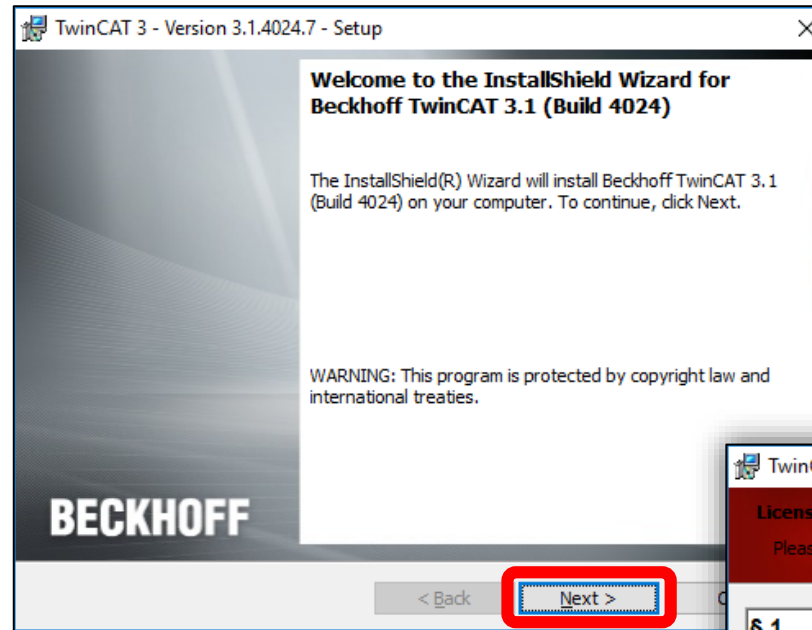 TwinCAT 3 - Version 3.1.4024.7 - Setup
Welcome to the InstallShield Wizard for
Beckhoff TwinCAT 3.1 (Build 4024)
The InstallShield(R) Wizard will install Beckhoff TwinCAT 3.1
(Build 4024) on your computer. To continue, click Next.
WARNING: This program is protected by copyright law and
international treaties.
BECKHOFF
< Back Next >
§ 1